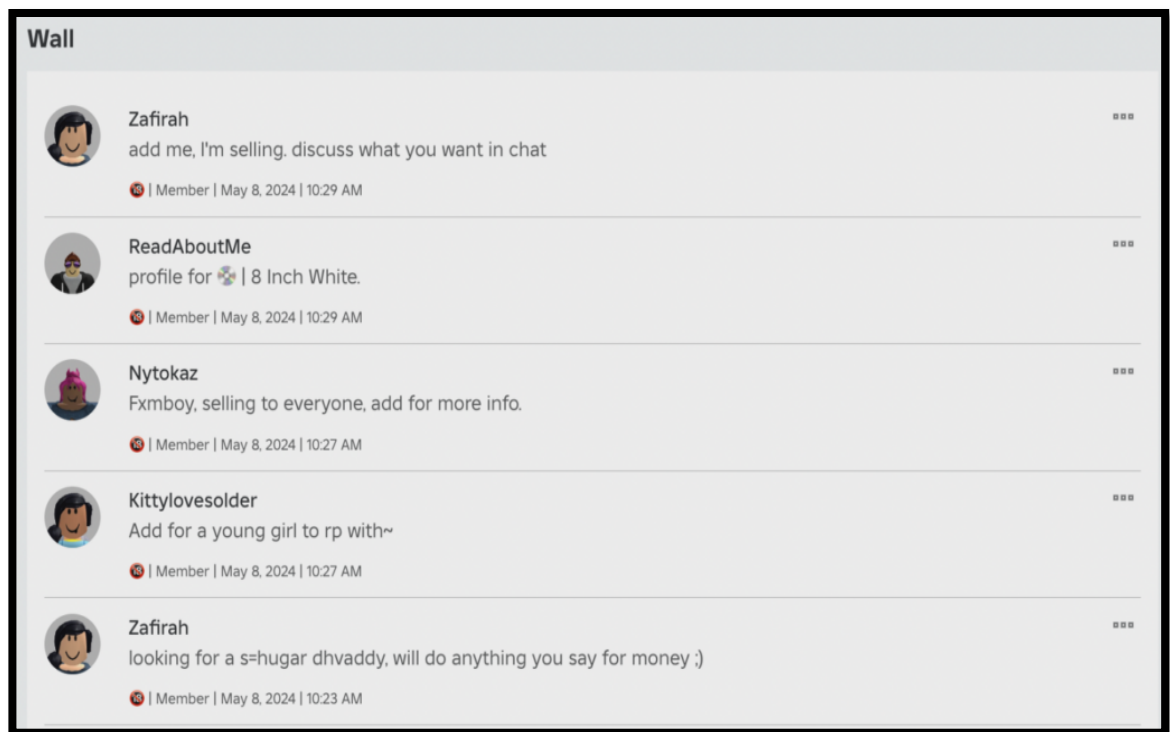 Wall
Zafirah
add me, I'm selling. discuss what you want in chat
🔞 | Member | May 8, 2024 | 10:29 AM
ReadAboutMe
profile for 💿 | 8 Inch White.
🔞 | Member | May 8, 2024 | 10:29 AM
Nytokaz
Fxmboy, selling to everyone, add for more info.
🔞 | Member | May 8, 2024 | 10:27 AM
Kittylovesolder
Add for a young girl to rp with~
🔞 | Member | May 8, 2024 | 10:27 AM
Zafirah
looking for a s=hugar dhvaddy, will do anything you say for money ;)
🔞 | Member | May 8, 2024 | 10:23 AM